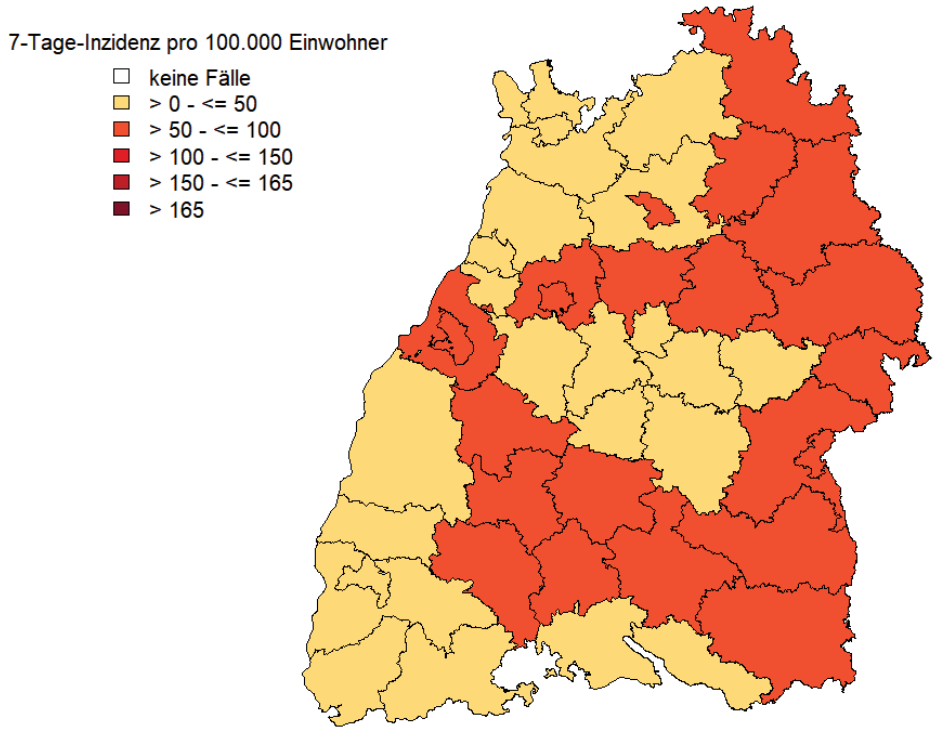 7-Tage-Inzidenz pro 100.000 Einwohner
keine Fälle
> 0 - <= 50
> 50 - <= 100
> 100 - <= 150
> 150 - <= 165
> 165